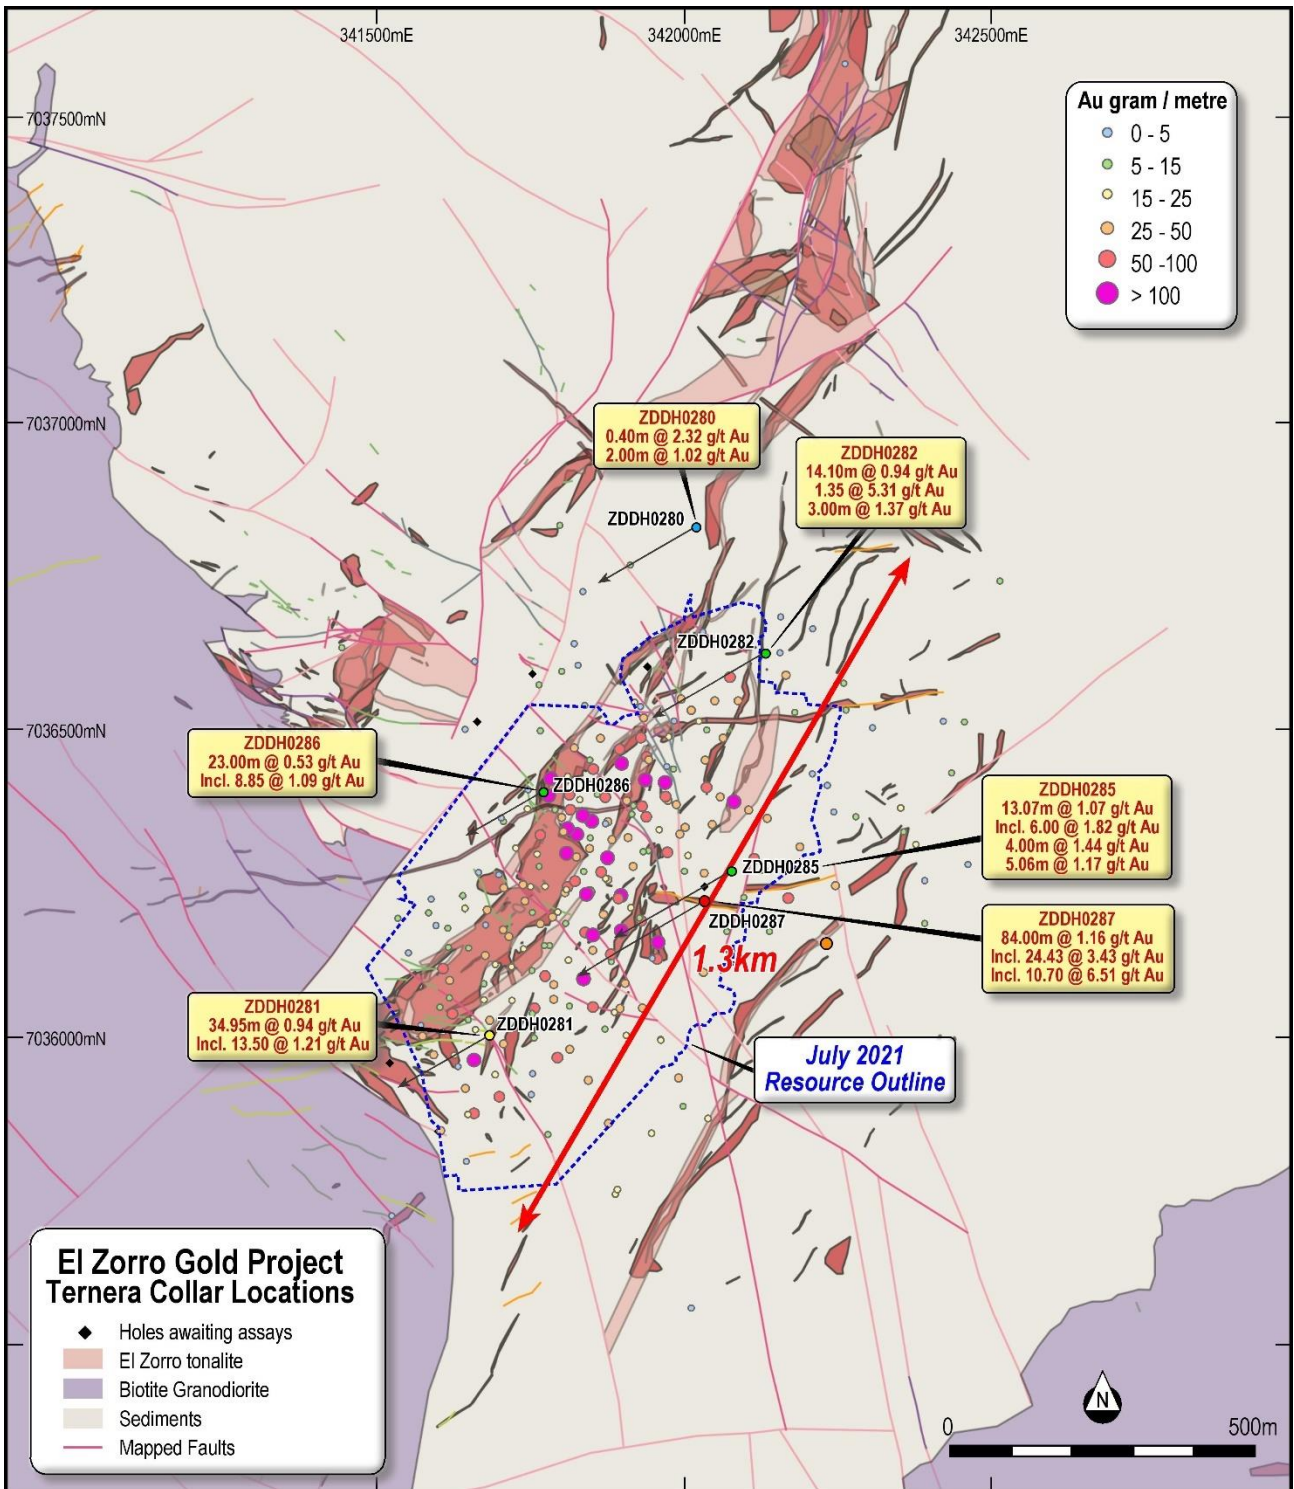 341500mE
342000mE
342500mE
7037500mN
Au gram / metre
0 - 5
5 - 15
15 - 25
25 - 50
50 -100
> 100
7037000mN
ZDDH0280
0.40m @ 2.32 g/t Au
2.00m @ 1.02 g/t Au
ZDDH0282
14.10m @ 0.94 g/t Au
1.35 @ 5.31 g/t Au
3.00m @ 1.37 g/t Au
ZDDH0280
ZDDH0282
7036500mN
ZDDH0286
23.00m @ 0.53 g/t Au
Incl. 8.85 @ 1.09 g/t Au
ZDDH0286
ZDDH0285
13.07m @ 1.07 g/t Au
Incl. 6.00 @ 1.82 g/t Au
4.00m @ 1.44 g/t Au
5.06m @ 1.17 g/t Au
ZDDH0285
ZDDH0287
ZDDH0287
84.00m @ 1.16 g/t Au
Incl. 24.43 @ 3.43 g/t Au
Incl. 10.70 @ 6.51 g/t Au
1.3km
ZDDH0281
34.95m @ 0.94 g/t Au
Incl. 13.50 @ 1.21 g/t Au
ZDDH0281
7036000mN
July 2021
Resource Outline
El Zorro Gold Project
Ternera Collar Locations
Holes awaiting assays
El Zorro tonalite
Biotite Granodiorite
Sediments
Mapped Faults
N
0
500m